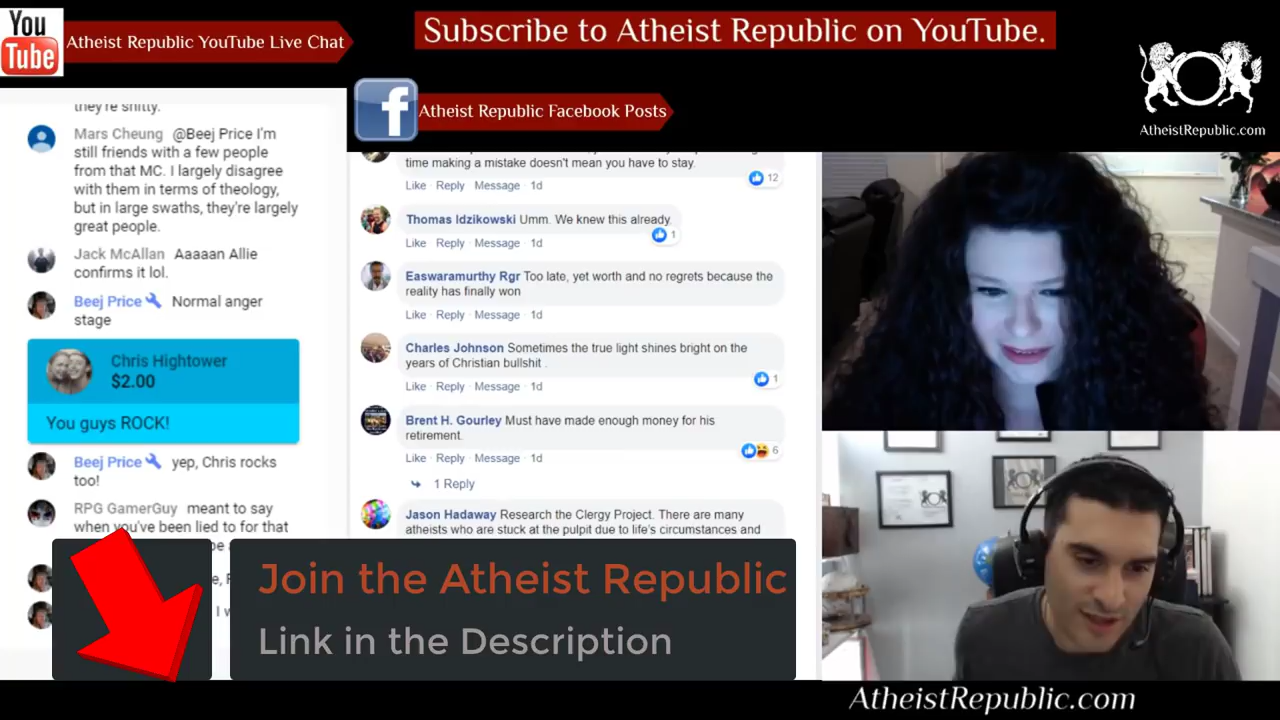 You
Tube
Atheist Republic YouTube Live Chat
Subscribe to Atheist Republic on YouTube.
AtheistRepublic.com
f
Atheist Republic Facebook Posts
they're shitty.
Mars Cheung @Beej Price I'm
still friends with a few people
from that MC. I largely disagree
with them in terms of theology,
but in large swaths, they're largely
great people.
Jack McAllan Aaaaan Allie
confirms it lol.
Beej Price Normal anger
stage
Chris Hightower
$2.00
You guys ROCK!
Beej Price yep, Chris rocks
too!
RPG GamerGuy meant to say
when you've been lied to for that
time making a mistake doesn't mean you have to stay.
12
Like · Reply · Message · 1d
Thomas Idzikowski Umm. We knew this already.
1
Like · Reply · Message · 1d
Easwaramurthy Rgr Too late, yet worth and no regrets because the
reality has finally won
Like · Reply · Message · 1d
Charles Johnson Sometimes the true light shines bright on the
years of Christian bullshit .
1
Like · Reply · Message · 1d
Brent H. Gourley Must have made enough money for his
retirement.
6
Like · Reply · Message · 1d
1 Reply
Jason Hadaway Research the Clergy Project. There are many
atheists who are stuck at the pulpit due to life's circumstances and
Join the Atheist Republic
Link in the Description
AtheistRepublic.com